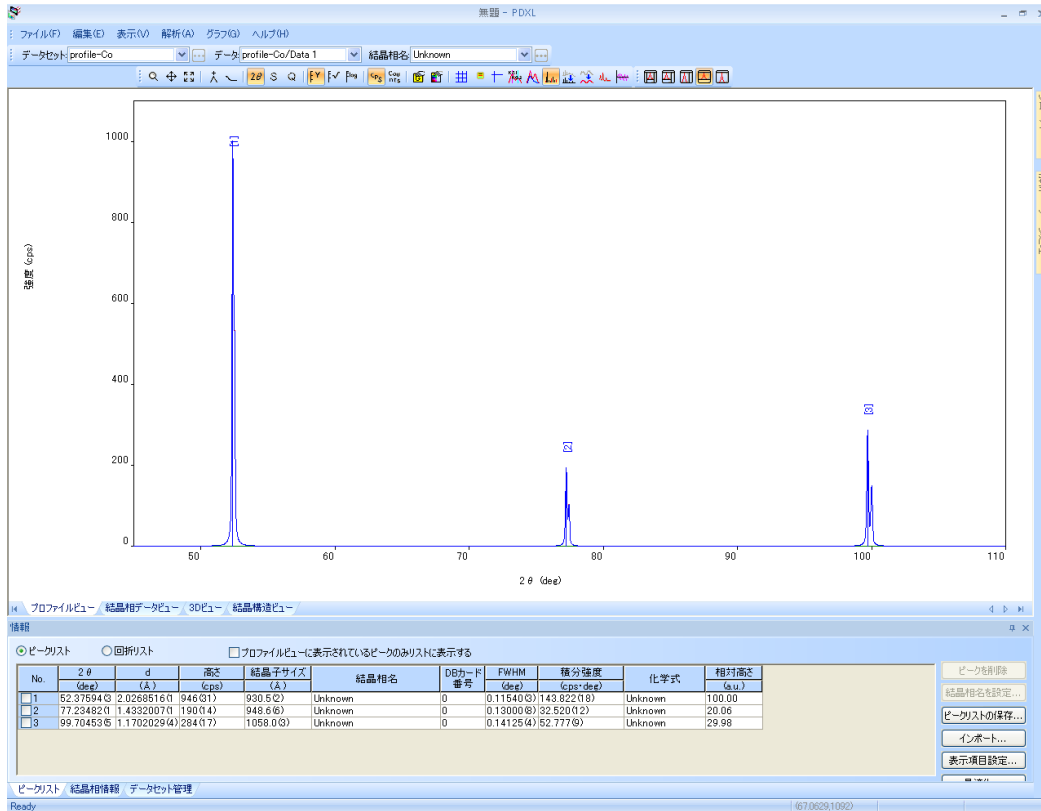 無題 - PDXL
ファイル(F) 編集(E) 表示(V) 解析(A) グラフ(G) ヘルプ(H)
データセット: profile-Co データ: profile-Co/Data 1 結晶相名: Unknown
2θ S Q
強度 (cps)
1000
800
600
400
200
0
[1]
[2]
[3]
50 60 70 80 90 100 110
2 θ (deg)
プロファイルビュー 結晶相データビュー 3Dビュー 結晶構造ビュー
情報
ピークリスト 回折リスト プロファイルビューに表示されているピークのみリストに表示する
No. 2 θ (deg) d (Å) 高さ (cps) 結晶子サイズ (Å) 結晶相名 DBカード番号 FWHM (deg) 積分強度 (cps・deg) 化学式 相対高さ (a.u.)
1 52.37594(3 2.0268516(1 946(31) 930.5(2) Unknown 0 0.11540(3) 143.822(18) Unknown 100.00
2 77.23482(1 1.4332007(1 190(14) 948.6(6) Unknown 0 0.13000(8) 32.520(12) Unknown 20.06
3 99.70453(5 1.1702029(4) 284(17) 1058.0(3) Unknown 0 0.14125(4) 52.777(9) Unknown 29.98
ピークを削除
結晶相名を設定...
ピークリストの保存...
インポート...
表示項目設定...
ピークリスト 結晶相情報 データセット管理
Ready (67.0629,1092)